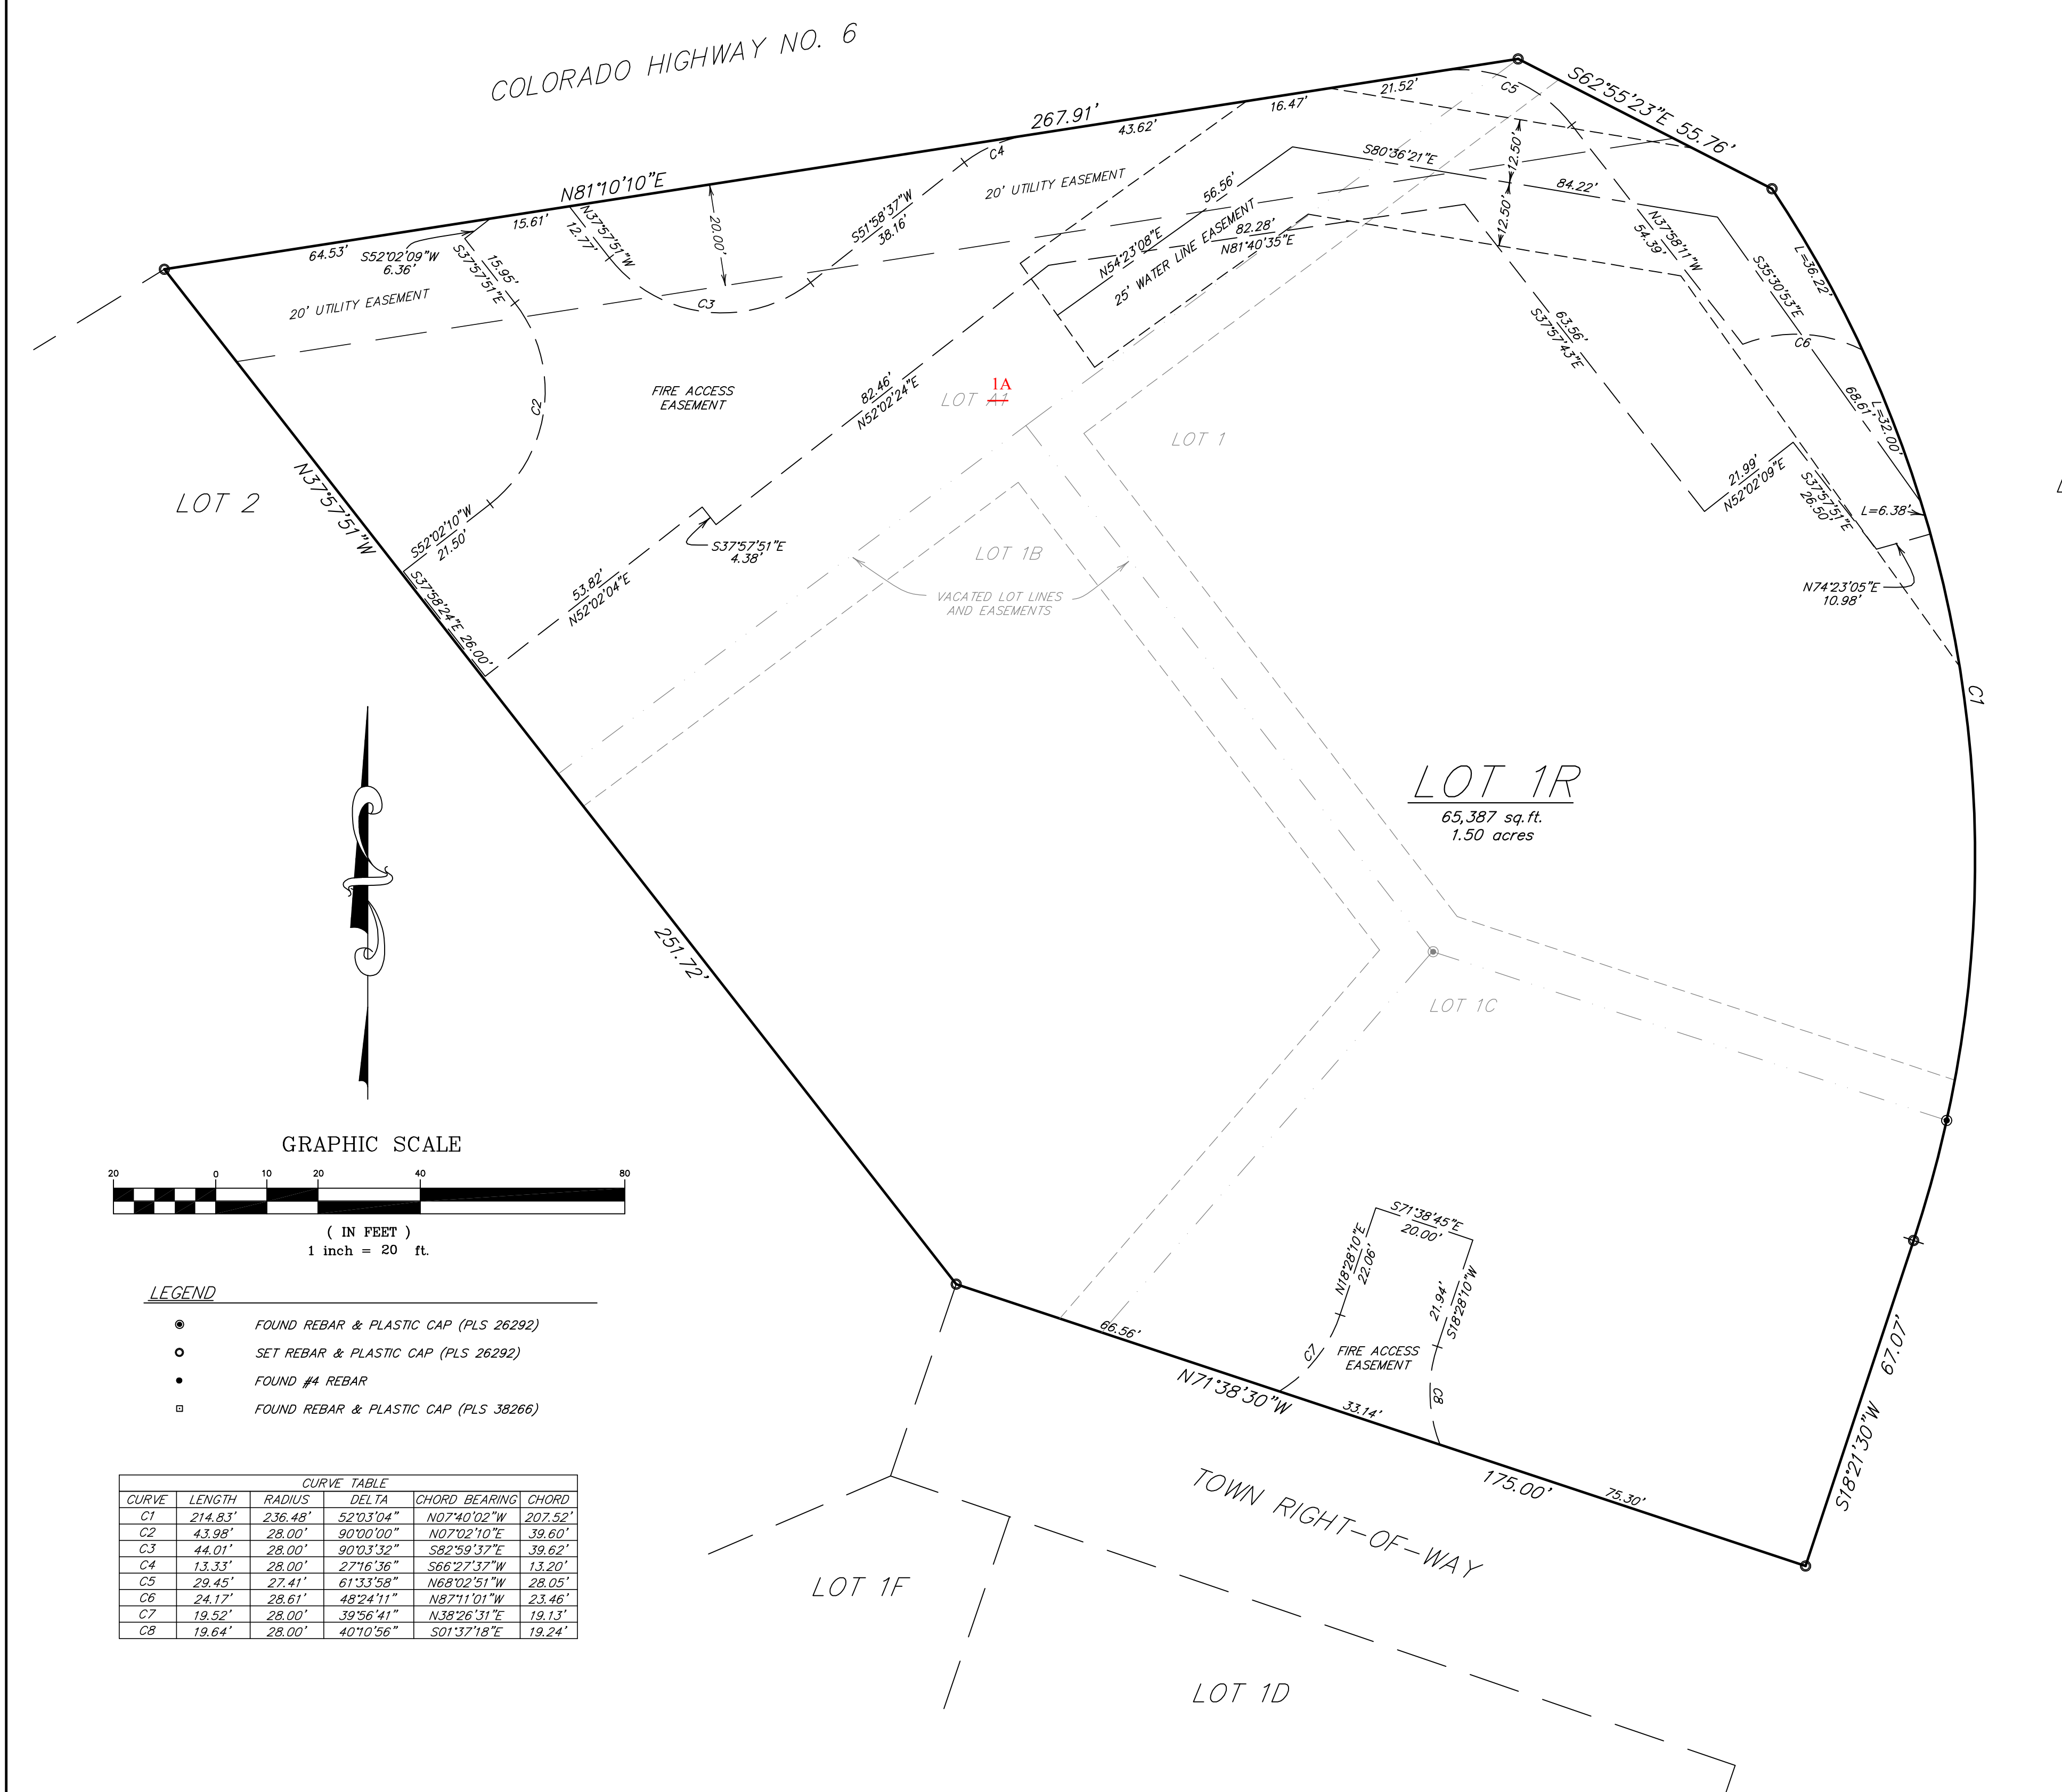 COLORADO HIGHWAY NO. 6
N81°10'10"E
267.91'
S62°55'23"E 55.76'
64.53'
S52°02'09"W
6.36'
15.61'
15.95'
S37°57'51"E
N37°57'51"W
12.77'
20.00'
20' UTILITY EASEMENT
20' UTILITY EASEMENT
C3
S51°58'37"W
38.16'
C4
43.62'
16.47'
21.52'
C5
12.50'
12.50'
S80°36'21"E
84.22'
56.56'
N54°23'08"E
25' WATER LINE EASEMENT
82.28'
N81°40'35"E
N37°58'11"W
54.39'
S35°30'53"E
68.61'
L=36.22'
C6
L=32.00'
63.56'
S37°57'43"E
21.99'
N52°02'09"E
S37°57'51"E
26.50'
L=6.38'
N74°23'05"E
10.98'
C1
FIRE ACCESS
EASEMENT
C2
82.46'
N52°02'24"E
1A
LOT A1
LOT 1
LOT 2
N37°57'51"W
251.72'
S52°02'10"W
21.50'
S37°58'24"E 26.00'
53.82'
N52°02'04"E
S37°57'51"E
4.38'
LOT 1B
VACATED LOT LINES
AND EASEMENTS
LOT 1R
65,387 sq.ft.
1.50 acres
LOT 1C
S71°38'45"E
20.00'
N18°28'10"E
22.06'
21.94'
S18°28'10"W
C7
FIRE ACCESS
EASEMENT
C8
66.56'
N71°38'30"W
33.14'
175.00'
75.30'
S18°21'30"W
67.07'
TOWN RIGHT-OF-WAY
LOT 1F
LOT 1D
GRAPHIC SCALE
20 0 10 20 40 80
( IN FEET )
1 inch = 20 ft.
LEGEND
FOUND REBAR & PLASTIC CAP (PLS 26292)
SET REBAR & PLASTIC CAP (PLS 26292)
FOUND #4 REBAR
FOUND REBAR & PLASTIC CAP (PLS 38266)
CURVE TABLE
CURVE LENGTH RADIUS DELTA CHORD BEARING CHORD
C1 214.83' 236.48' 52°03'04" N07°40'02"W 207.52'
C2 43.98' 28.00' 90°00'00" N07°02'10"E 39.60'
C3 44.01' 28.00' 90°03'32" S82°59'37"E 39.62'
C4 13.33' 28.00' 27°16'36" S66°27'37"W 13.20'
C5 29.45' 27.41' 61°33'58" N68°02'51"W 28.05'
C6 24.17' 28.61' 48°24'11" N87°11'01"W 23.46'
C7 19.52' 28.00' 39°56'41" N38°26'31"E 19.13'
C8 19.64' 28.00' 40°10'56" S01°37'18"E 19.24'